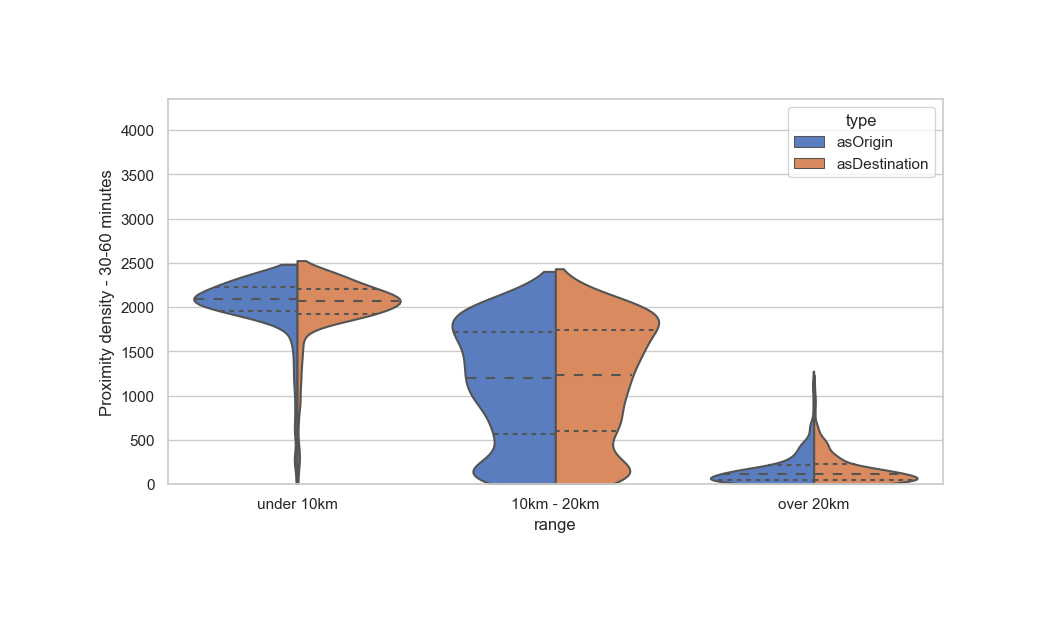 Proximity density - 30-60 minutes
4000
3500
3000
2500
2000
1500
1000
500
0
type
asOrigin
asDestination
under 10km
10km - 20km
over 20km
range